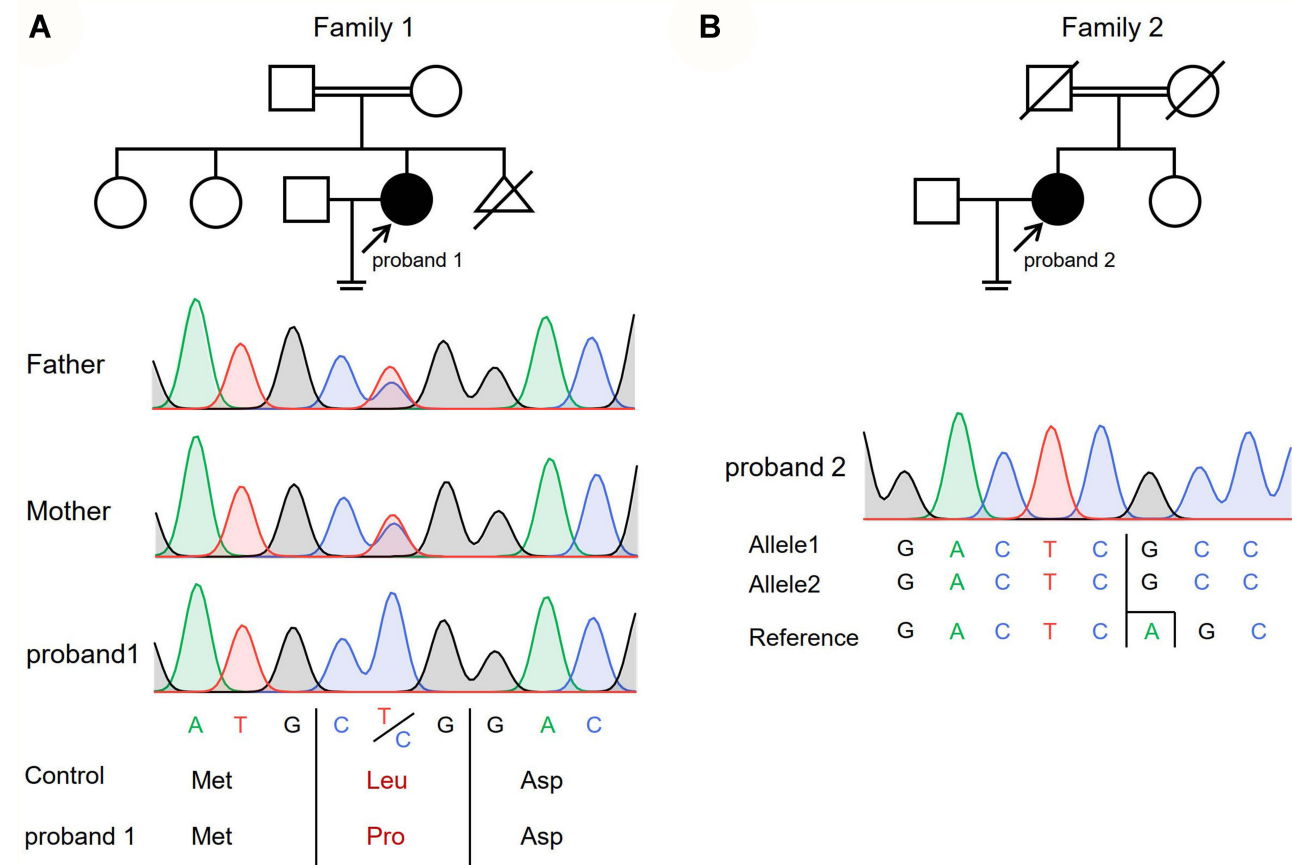 A
Family 1
proband 1
Father
Mother
proband1
A T G C T/C G G A C
Control Met Leu Asp
proband 1 Met Pro Asp
B
Family 2
proband 2
proband 2
Allele1 G A C T C G C C
Allele2 G A C T C G C C
Reference G A C T C A G C